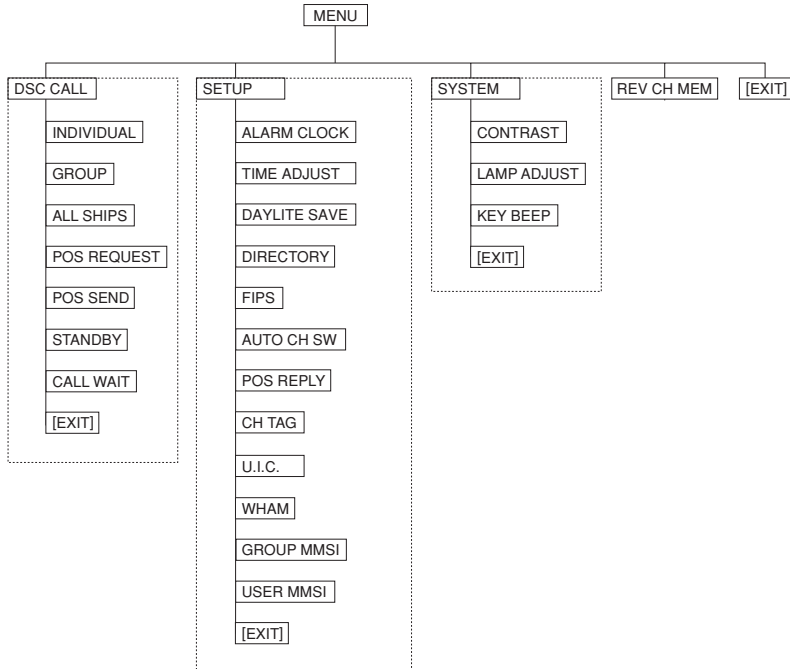 MENU
DSC CALL
INDIVIDUAL
GROUP
ALL SHIPS
POS REQUEST
POS SEND
STANDBY
CALL WAIT
[EXIT]
SETUP
ALARM CLOCK
TIME ADJUST
DAYLITE SAVE
DIRECTORY
FIPS
AUTO CH SW
POS REPLY
CH TAG
U.I.C.
WHAM
GROUP MMSI
USER MMSI
[EXIT]
SYSTEM
CONTRAST
LAMP ADJUST
KEY BEEP
[EXIT]
REV CH MEM
[EXIT]